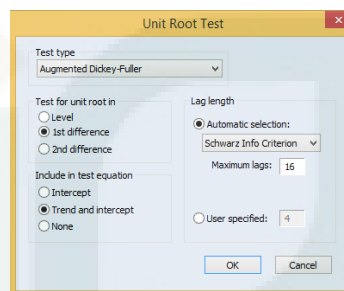 Unit Root Test
Test type
Augmented Dickey-Fuller
Test for unit root in
Level
1st difference
2nd difference
Include in test equation
Intercept
Trend and intercept
None
Lag length
Automatic selection:
Schwarz Info Criterion
Maximum lags: 16
User specified: 4
OK
Cancel